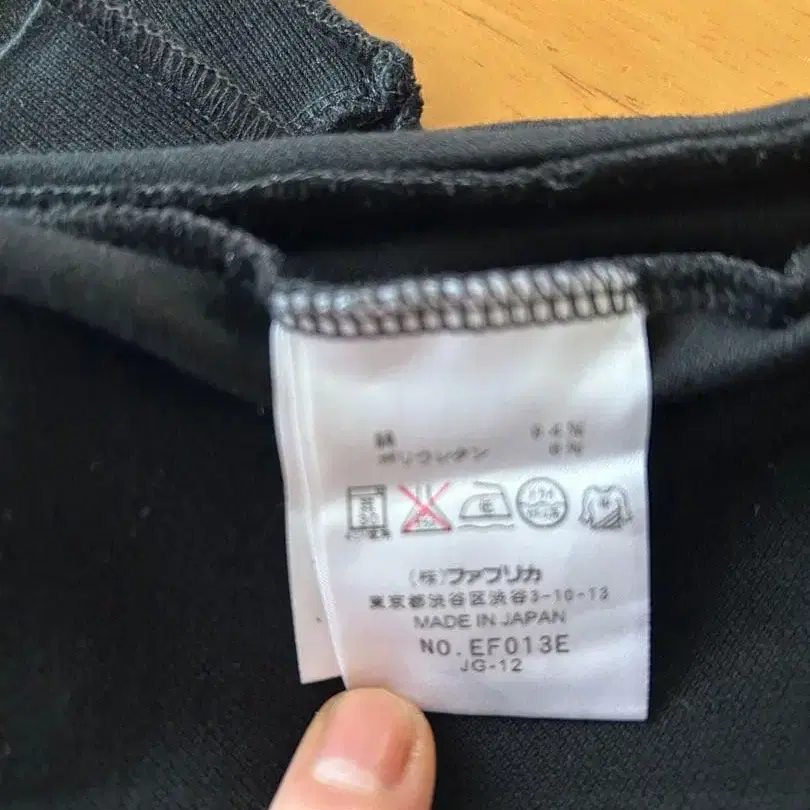 綿 94%
ポリウレタン 6%
低
(株)ファブリカ
東京都渋谷区渋谷3-10-13
MADE IN JAPAN
NO.EF013E
JG-12